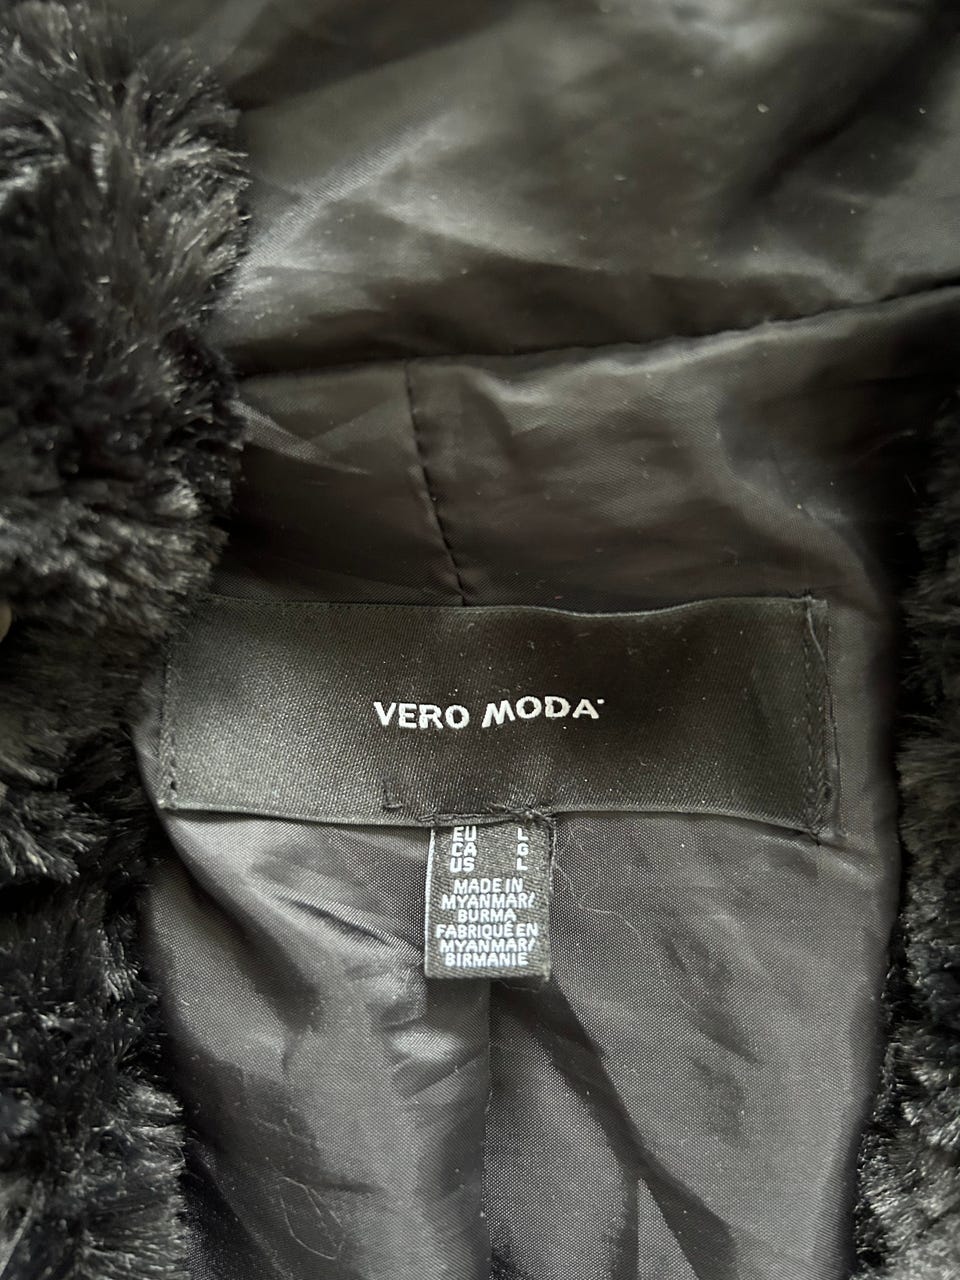 VERO MODA
EU L
CA G
US L
MADE IN
MYANMAR/
BURMA
FABRIQUÉ EN
MYANMAR/
BIRMANIE